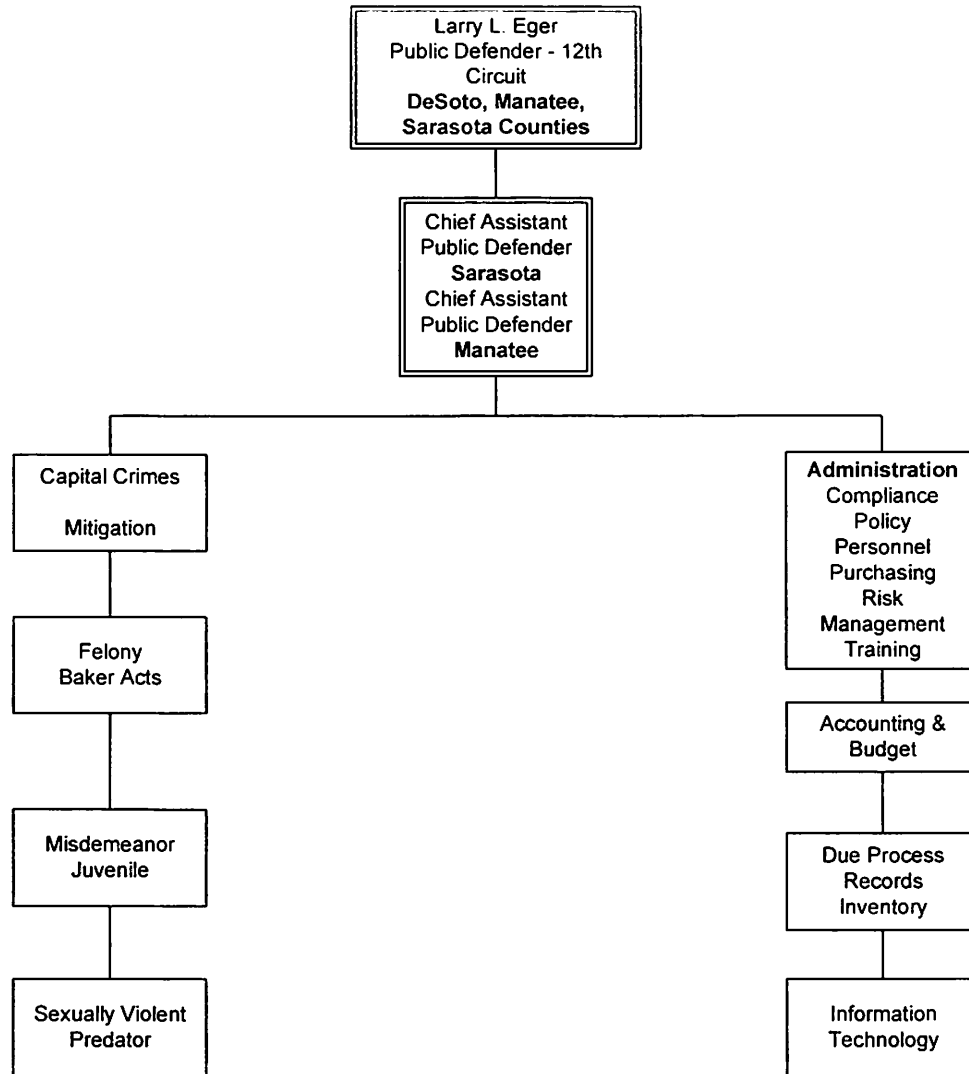 Larry L. Eger
Public Defender - 12th
Circuit
DeSoto, Manatee,
Sarasota Counties
Chief Assistant
Public Defender
Sarasota
Chief Assistant
Public Defender
Manatee
Capital Crimes
Mitigation
Felony
Baker Acts
Misdemeanor
Juvenile
Sexually Violent
Predator
Administration
Compliance
Policy
Personnel
Purchasing
Risk
Management
Training
Accounting &
Budget
Due Process
Records
Inventory
Information
Technology